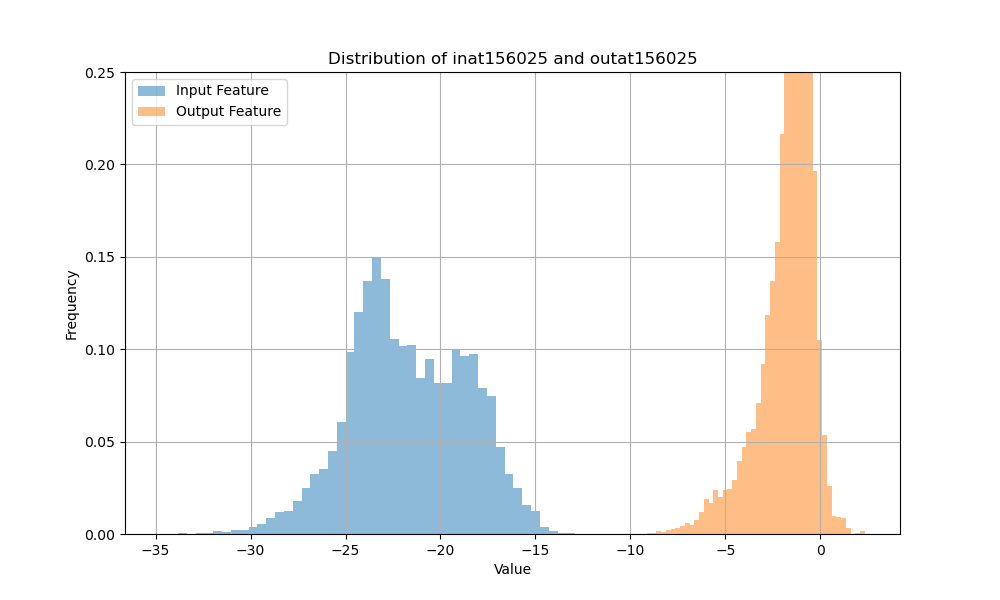 Distribution of inat156025 and outat156025
Input Feature
Output Feature
Frequency
0.25
0.20
0.15
0.10
0.05
0.00
−35 −30 −25 −20 −15 −10 −5 0
Value